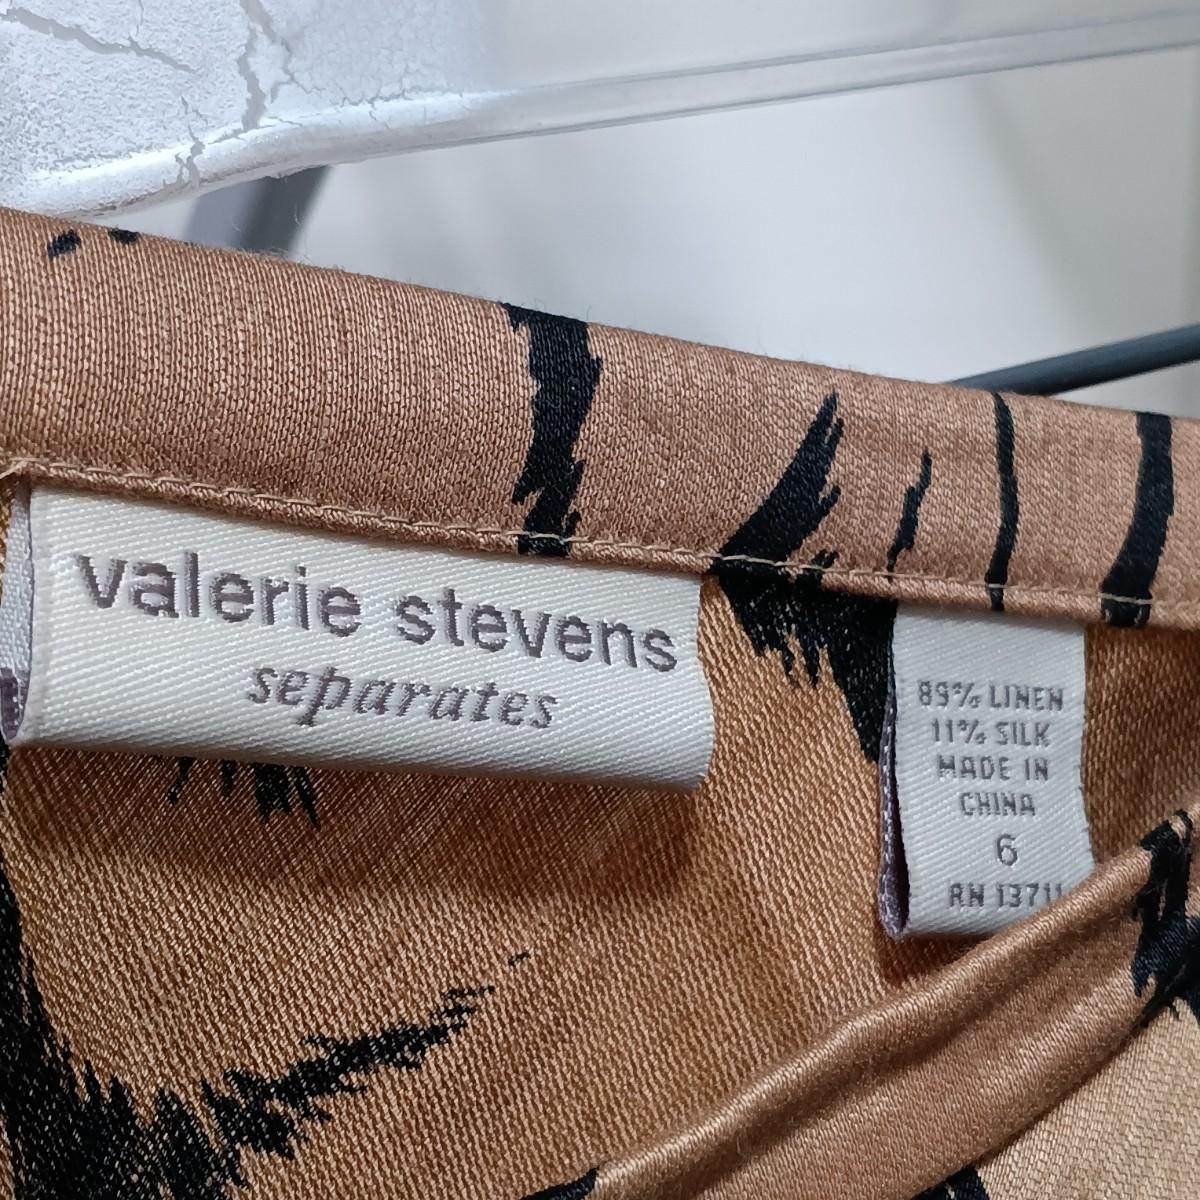 valerie stevens
separates
89% LINEN
11% SILK
MADE IN
CHINA
6
RN 13711